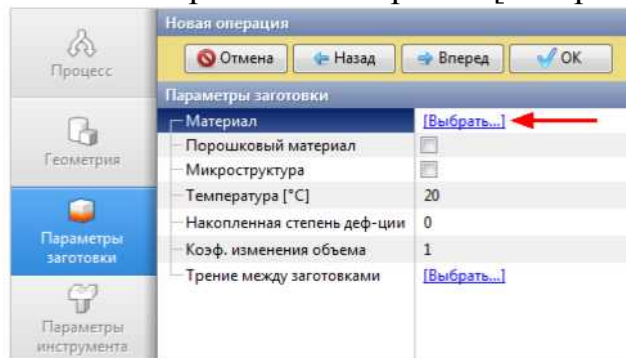 Новая операция
Отмена Назад Вперед ОК
Процесс
Параметры заготовки
Материал [Выбрать...]
Порошковый материал
Геометрия
Микроструктура
Температура [°C] 20
Накопленная степень деф-ции 0
Параметры
заготовки
Коэф. изменения объема 1
Трение между заготовками [Выбрать...]
Параметры
инструмента